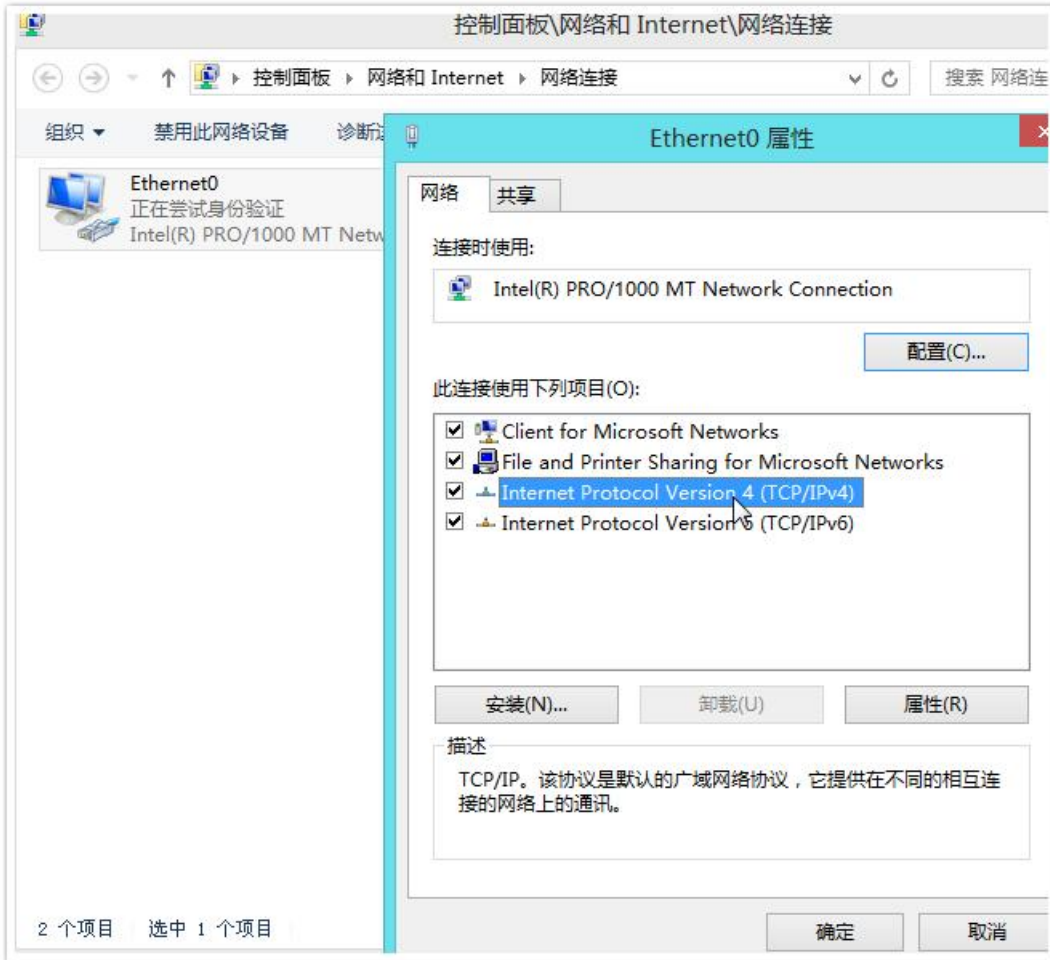 控制面板\网络和 Internet\网络连接
控制面板 网络和 Internet 网络连接
搜索 网络连
组织 禁用此网络设备
Ethernet0 属性
Ethernet0
正在尝试身份验证
Intel(R) PRO/1000 MT
网络 共享
连接时使用:
Intel(R) PRO/1000 MT Network Connection
配置(C)...
此连接使用下列项目(O):
Client for Microsoft Networks
File and Printer Sharing for Microsoft Networks
Internet Protocol Version 4 (TCP/IPv4)
Internet Protocol Version 6 (TCP/IPv6)
安装(N)... 卸载(U) 属性(R)
描述
TCP/IP。该协议是默认的广域网络协议，它提供在不同的相互连
接的网络上的通讯。
2 个项目 选中 1 个项目
确定 取消